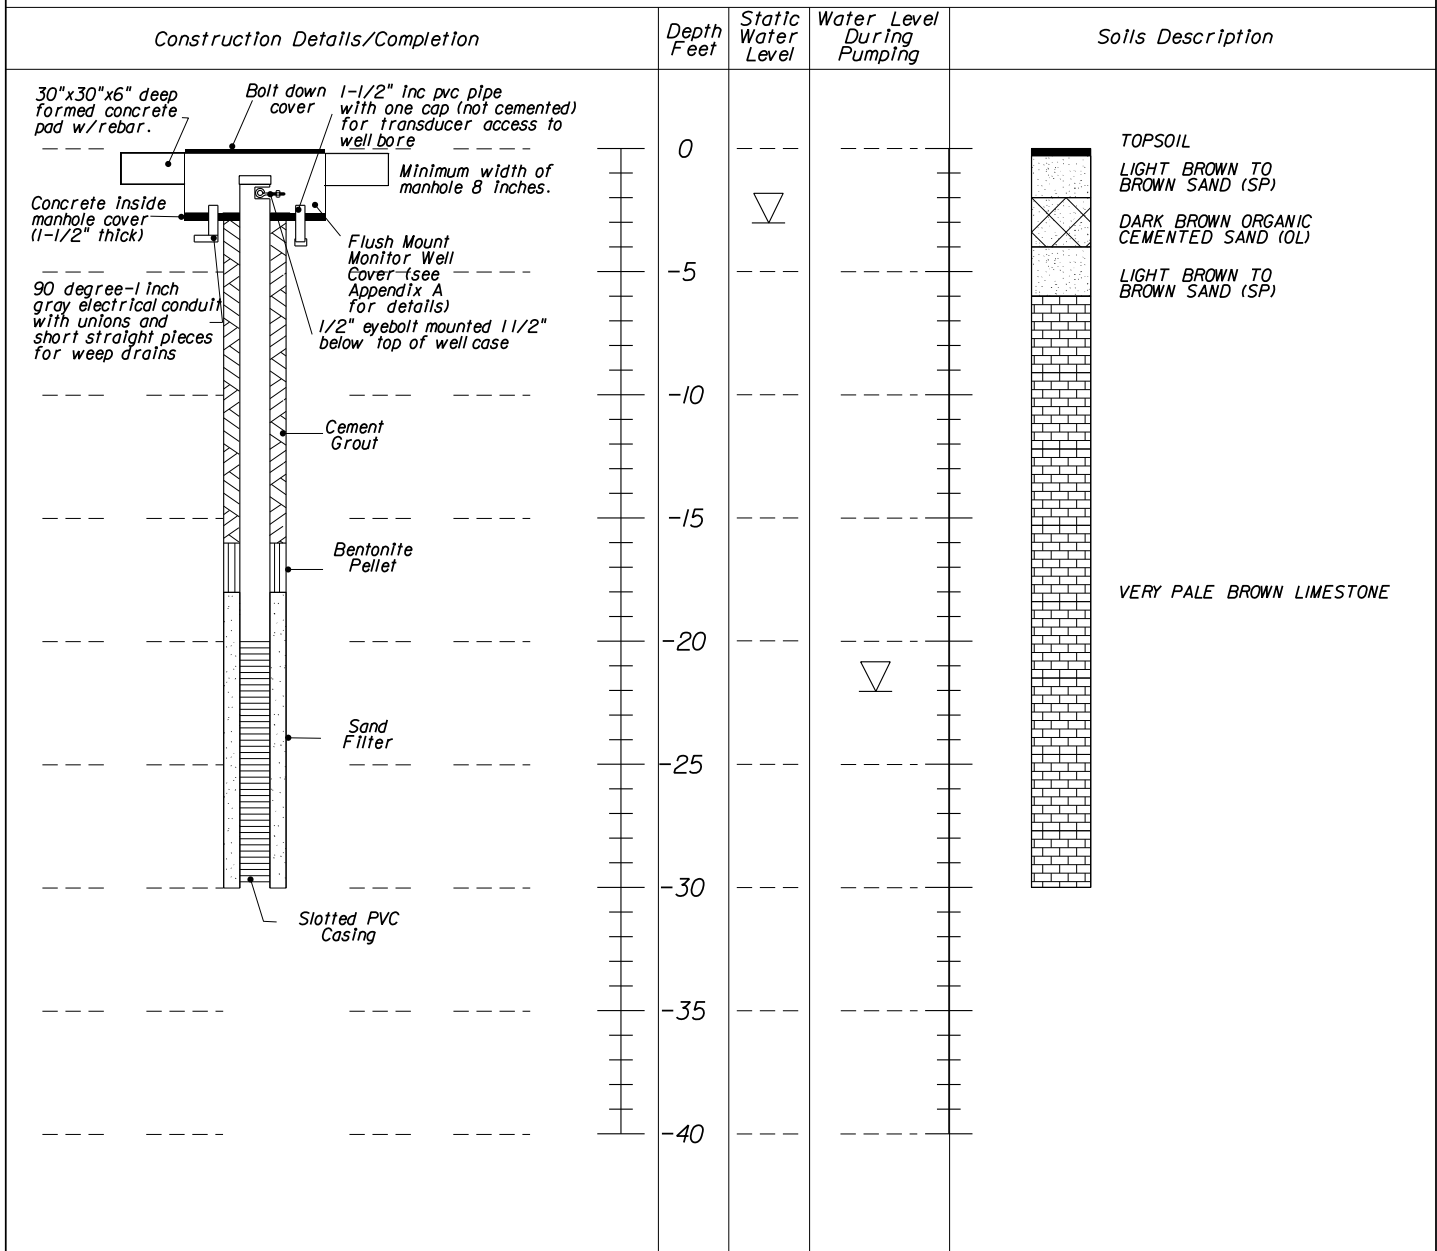 Construction Details/Completion
Depth
Feet
Static
Water
Level
Water Level
During
Pumping
Soils Description
30"x30"x6" deep
formed concrete
pad w/rebar.
Bolt down
cover
1-1/2" inc pvc pipe
with one cap (not cemented)
for transducer access to
well bore
Minimum width of
manhole 8 inches.
Concrete inside
manhole cover
(1-1/2" thick)
Flush Mount
Monitor Well
Cover (see
Appendix A
for details)
90 degree-1 inch
gray electrical conduit
with unions and
short straight pieces
for weep drains
1/2" eyebolt mounted 1 1/2"
below top of well case
Cement
Grout
Bentonite
Pellet
Sand
Filter
Slotted PVC
Casing
0
-5
-10
-15
-20
-25
-30
-35
-40
TOPSOIL
LIGHT BROWN TO
BROWN SAND (SP)
DARK BROWN ORGANIC
CEMENTED SAND (OL)
LIGHT BROWN TO
BROWN SAND (SP)
VERY PALE BROWN LIMESTONE